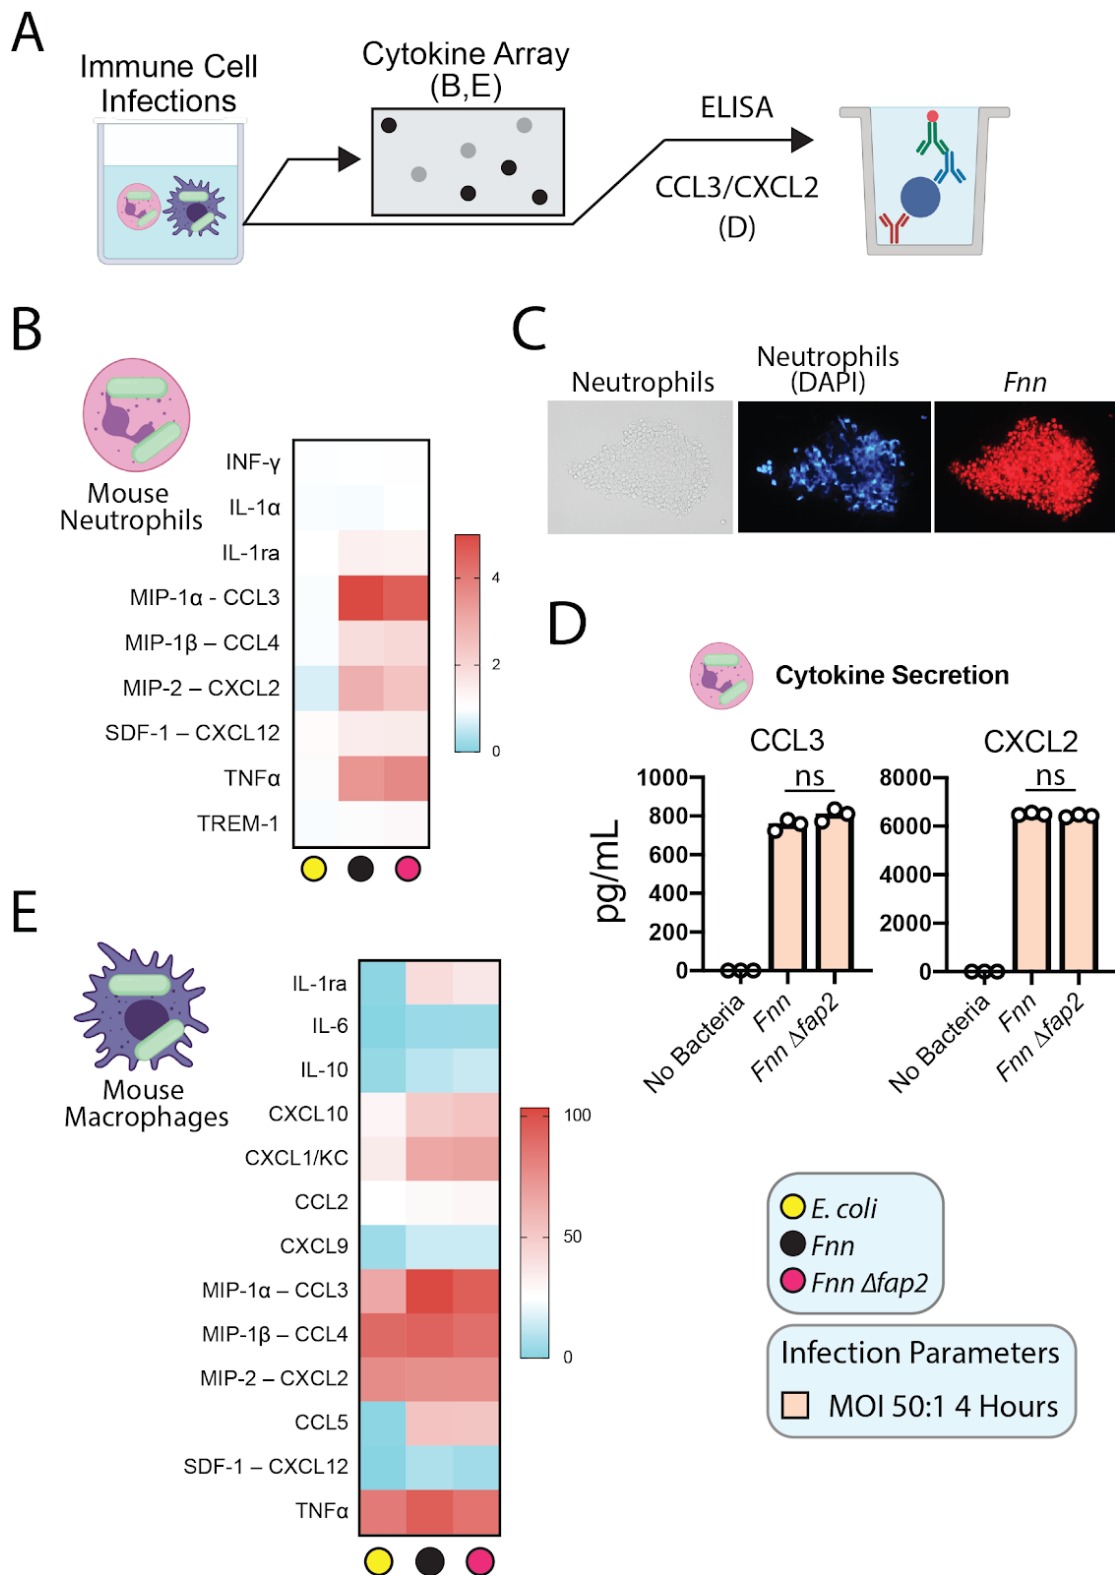 A
Immune Cell
Infections
Cytokine Array
(B,E)
ELISA
CCL3/CXCL2
(D)
B
Mouse
Neutrophils
INF-γ
IL-1α
IL-1ra
MIP-1α - CCL3
MIP-1β – CCL4
MIP-2 – CXCL2
SDF-1 – CXCL12
TNFα
TREM-1
4
2
0
C
Neutrophils
Neutrophils
(DAPI)
Fnn
D
Cytokine Secretion
CCL3
ns
1000
800
600
400
200
0
pg/mL
No Bacteria
Fnn
Fnn Δfap2
CXCL2
ns
8000
6000
4000
2000
0
No Bacteria
Fnn
Fnn Δfap2
E
Mouse
Macrophages
IL-1ra
IL-6
IL-10
CXCL10
CXCL1/KC
CCL2
CXCL9
MIP-1α – CCL3
MIP-1β – CCL4
MIP-2 – CXCL2
CCL5
SDF-1 – CXCL12
TNFα
100
50
0
E. coli
Fnn
Fnn Δfap2
Infection Parameters
MOI 50:1 4 Hours